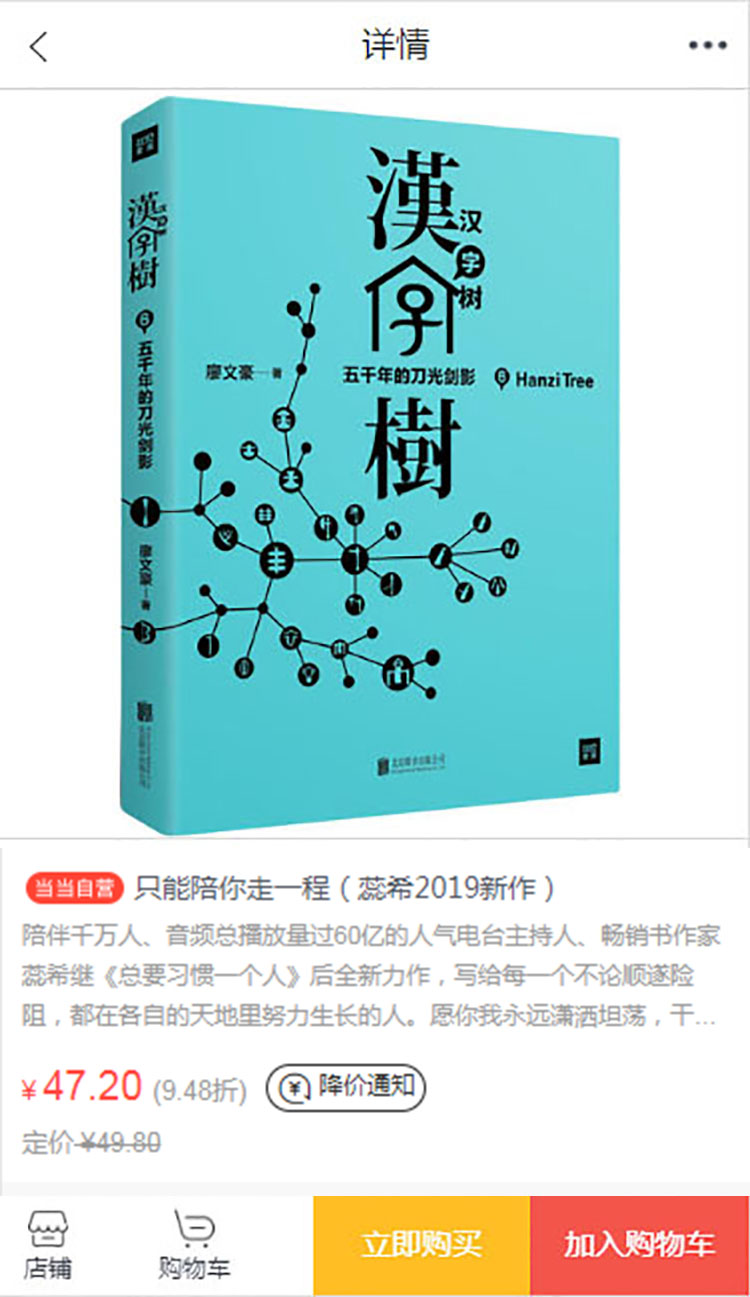 详情
漢字樹
汉字树
廖文豪 著
五千年的刀光剑影 6 Hanzi Tree
漢字樹
汉字树
6
五千年的刀光剑影
廖文豪 著
当当自营 只能陪你走一程（蕊希2019新作）
陪伴千万人、音频总播放量过60亿的人气电台主持人、畅销书作家
蕊希继《总要习惯一个人》后全新力作，写给每一个不论顺遂险
阻，都在各自的天地里努力生长的人。愿你我永远潇洒坦荡，干...
¥47.20 (9.48折) ¥ 降价通知
定价 ¥49.80
店铺 购物车 立即购买 加入购物车